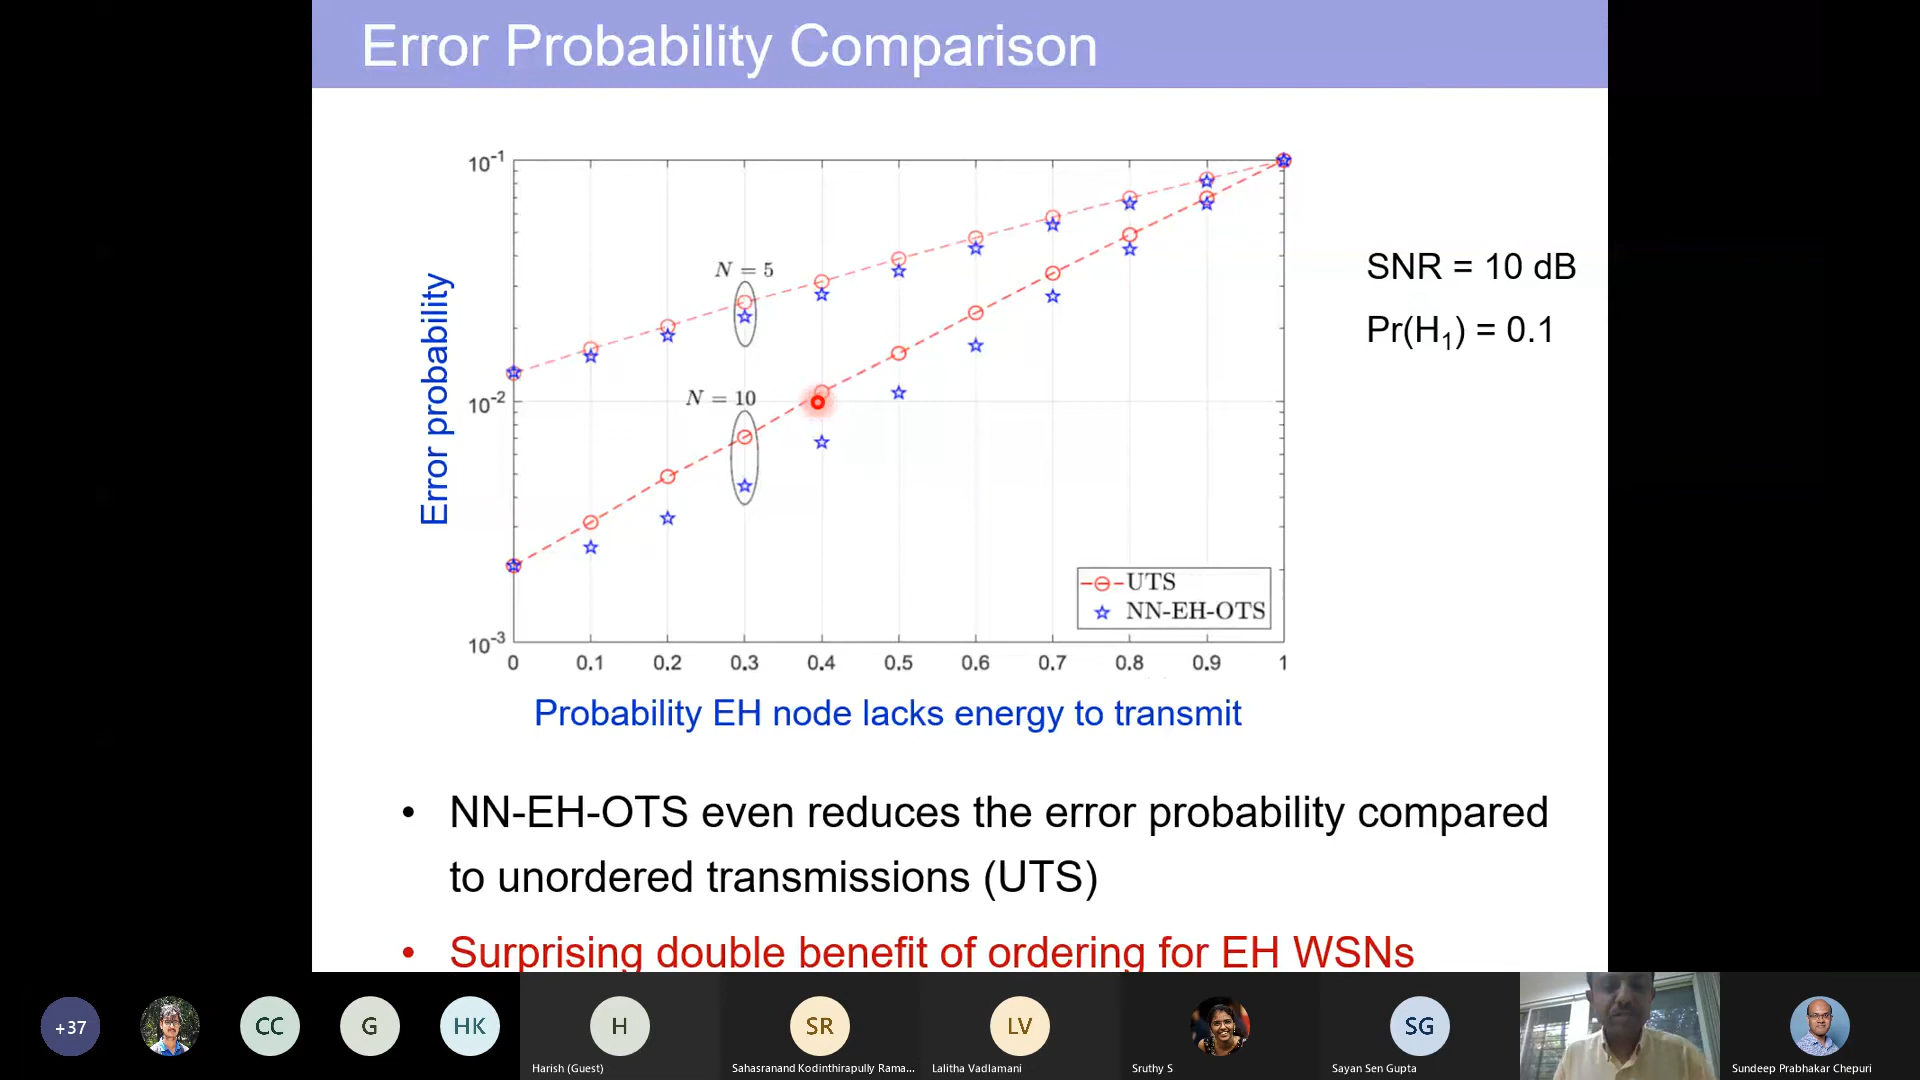 Error Probability Comparison
10-1
10-2
10-3
Error probability
N = 5
N = 10
SNR = 10 dB
Pr(H1) = 0.1
UTS
NN-EH-OTS
0 0.1 0.2 0.3 0.4 0.5 0.6 0.7 0.8 0.9 1
Probability EH node lacks energy to transmit
• NN-EH-OTS even reduces the error probability compared
to unordered transmissions (UTS)
• Surprising double benefit of ordering for EH WSNs
+37
CC
G
HK
H
SR
LV
SG
Harish (Guest)
Sahasranand Kodinthirapully Rama...
Lalitha Vadlamani
Sruthy S
Sayan Sen Gupta
Sundeep Prabhakar Chepuri